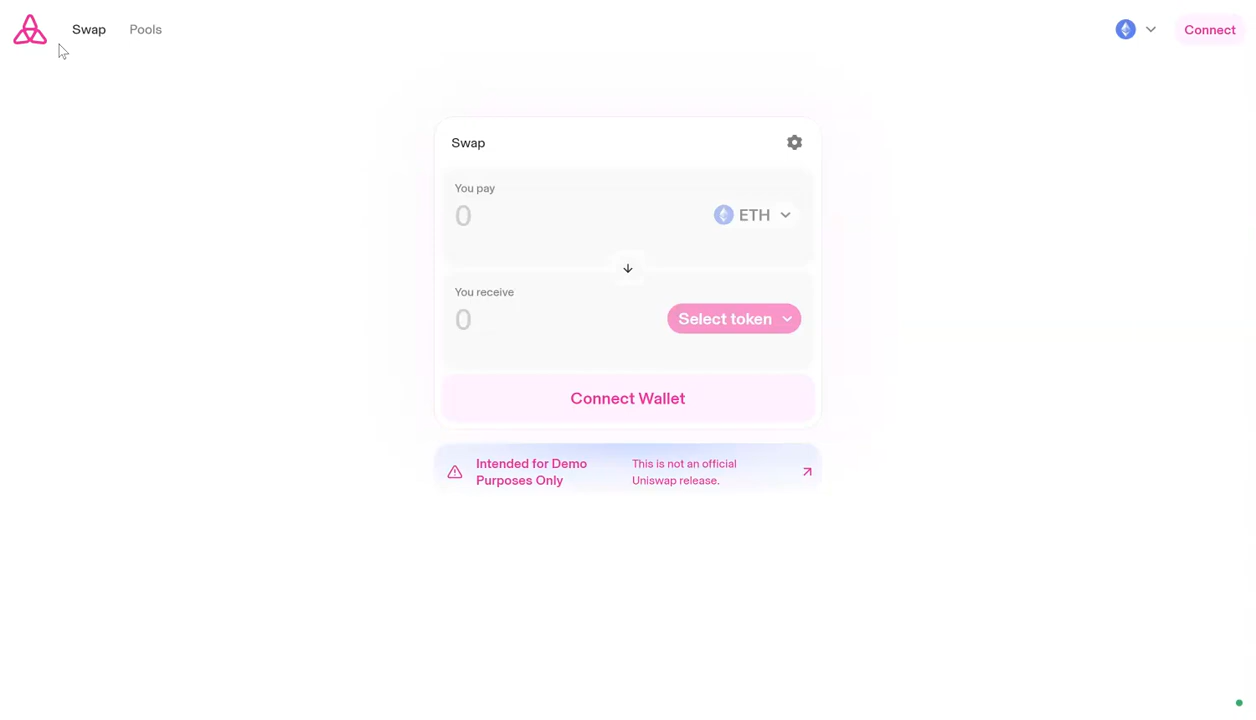 Swap Pools Connect
Swap
You pay
0 ETH
You receive
0 Select token
Connect Wallet
Intended for Demo
Purposes Only
This is not an official
Uniswap release.